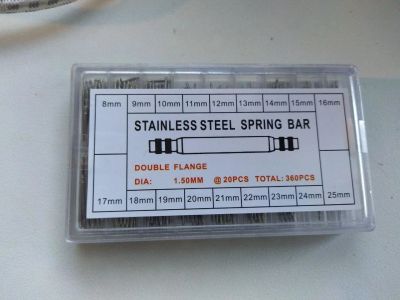 8mm 9mm 10mm 11mm 12mm 13mm 14mm 15mm 16mm
STAINLESS STEEL SPRING BAR
DOUBLE FLANGE
DIA: 1.50MM @20PCS TOTAL:360PCS
17mm 18mm 19mm 20mm 21mm 22mm 23mm 24mm 25mm